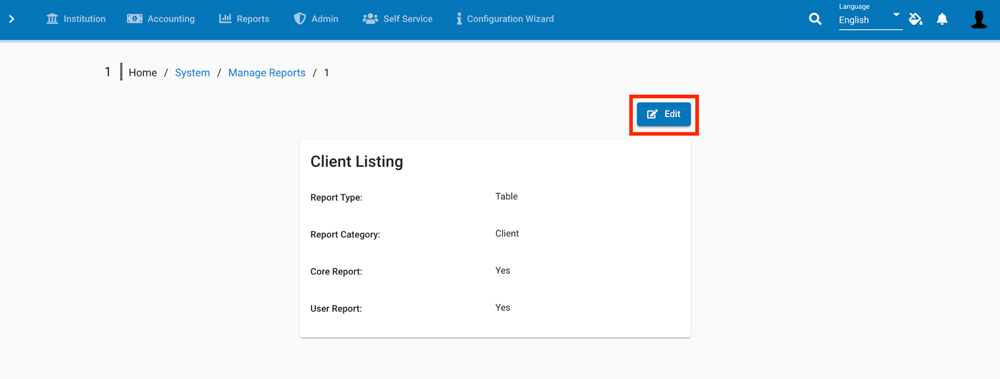 Institution Accounting Reports Admin Self Service Configuration Wizard
Language
English
1 Home / System / Manage Reports / 1
Edit
Client Listing
Report Type: Table
Report Category: Client
Core Report: Yes
User Report: Yes